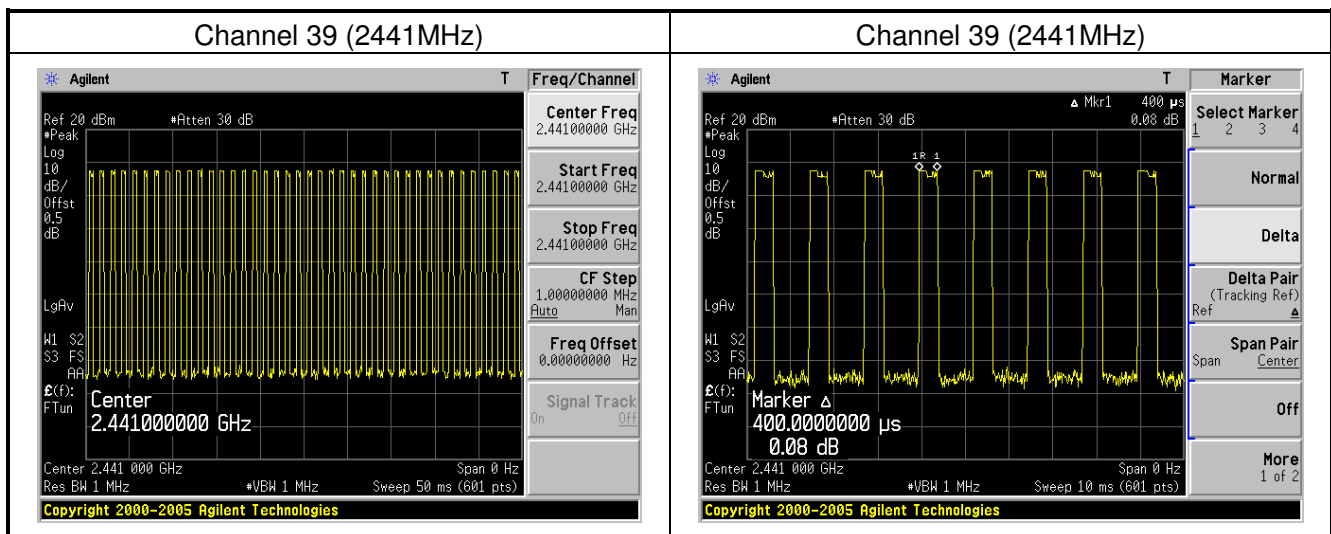 Channel 39 (2441MHz)
Agilent T Freq/Channel
Ref 20 dBm #Atten 30 dB
#Peak
Log
10
dB/
Offst
0.5
dB
LgAv
W1 S2
S3 FS
AA
£(f):
FTun
Center
2.441000000 GHz
Center 2.441 000 GHz Span 0 Hz
Res BW 1 MHz #VBW 1 MHz Sweep 50 ms (601 pts)
Center Freq
2.44100000 GHz
Start Freq
2.44100000 GHz
Stop Freq
2.44100000 GHz
CF Step
1.00000000 MHz
Auto Man
Freq Offset
0.00000000 Hz
Signal Track
On Off
Copyright 2000-2005 Agilent Technologies
Channel 39 (2441MHz)
Agilent T Marker
Δ Mkr1 400 µs
Ref 20 dBm #Atten 30 dB 0.08 dB
#Peak
Log
10
dB/
Offst
0.5
dB
1R 1
LgAv
W1 S2
S3 FS
AA
£(f):
FTun
Marker Δ
400.0000000 µs
0.08 dB
Center 2.441 000 GHz Span 0 Hz
Res BW 1 MHz #VBW 1 MHz Sweep 10 ms (601 pts)
Select Marker
1 2 3 4
Normal
Delta
Delta Pair
(Tracking Ref)
Ref Δ
Span Pair
Span Center
Off
More
1 of 2
Copyright 2000-2005 Agilent Technologies